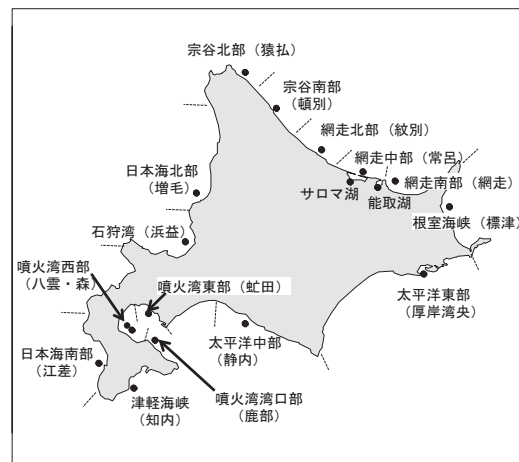 宗谷北部（猿払）
宗谷南部
（頓別）
網走北部（紋別）
網走中部（常呂）
網走南部（網走）
サロマ湖
能取湖
根室海峡（標津）
日本海北部
（増毛）
石狩湾（浜益）
噴火湾西部
（八雲・森）
噴火湾東部（虻田）
太平洋東部
（厚岸湾央）
太平洋中部
（静内）
日本海南部
（江差）
噴火湾湾口部
（鹿部）
津軽海峡
（知内）